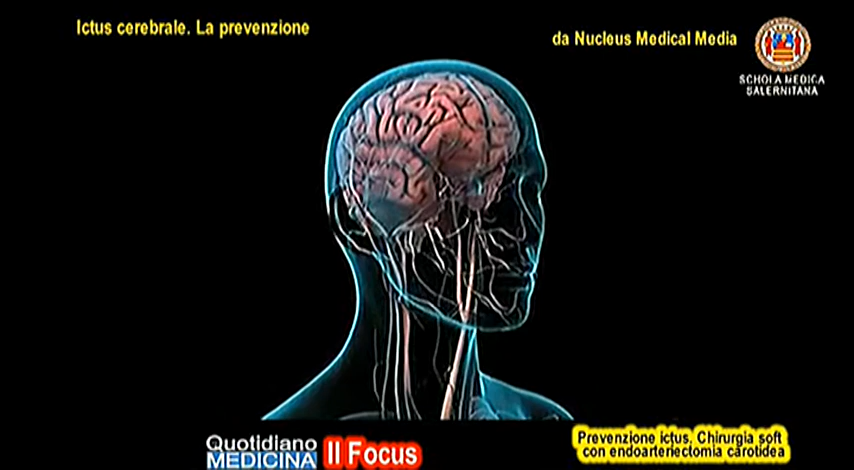 Ictus cerebrale. La prevenzione
da Nucleus Medical Media
SCHOLA MEDICA
SALERNITANA
Quotidiano
MEDICINA
Il Focus
Prevenzione ictus. Chirurgia soft
con endoarteriectomia carotidea